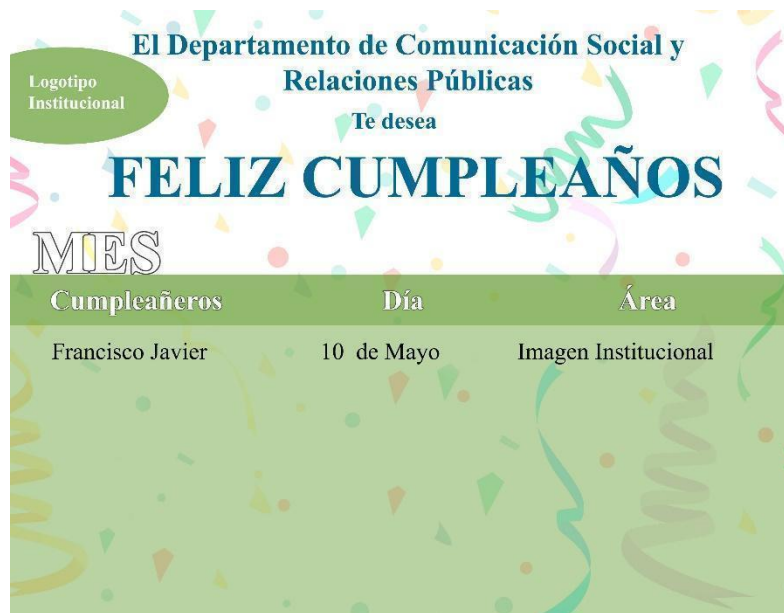 El Departamento de Comunicación Social y
Relaciones Públicas
Logotipo
Institucional
Te desea
FELIZ CUMPLEAÑOS
MES
Cumpleañeros Día Área
Francisco Javier 10 de Mayo Imagen Institucional